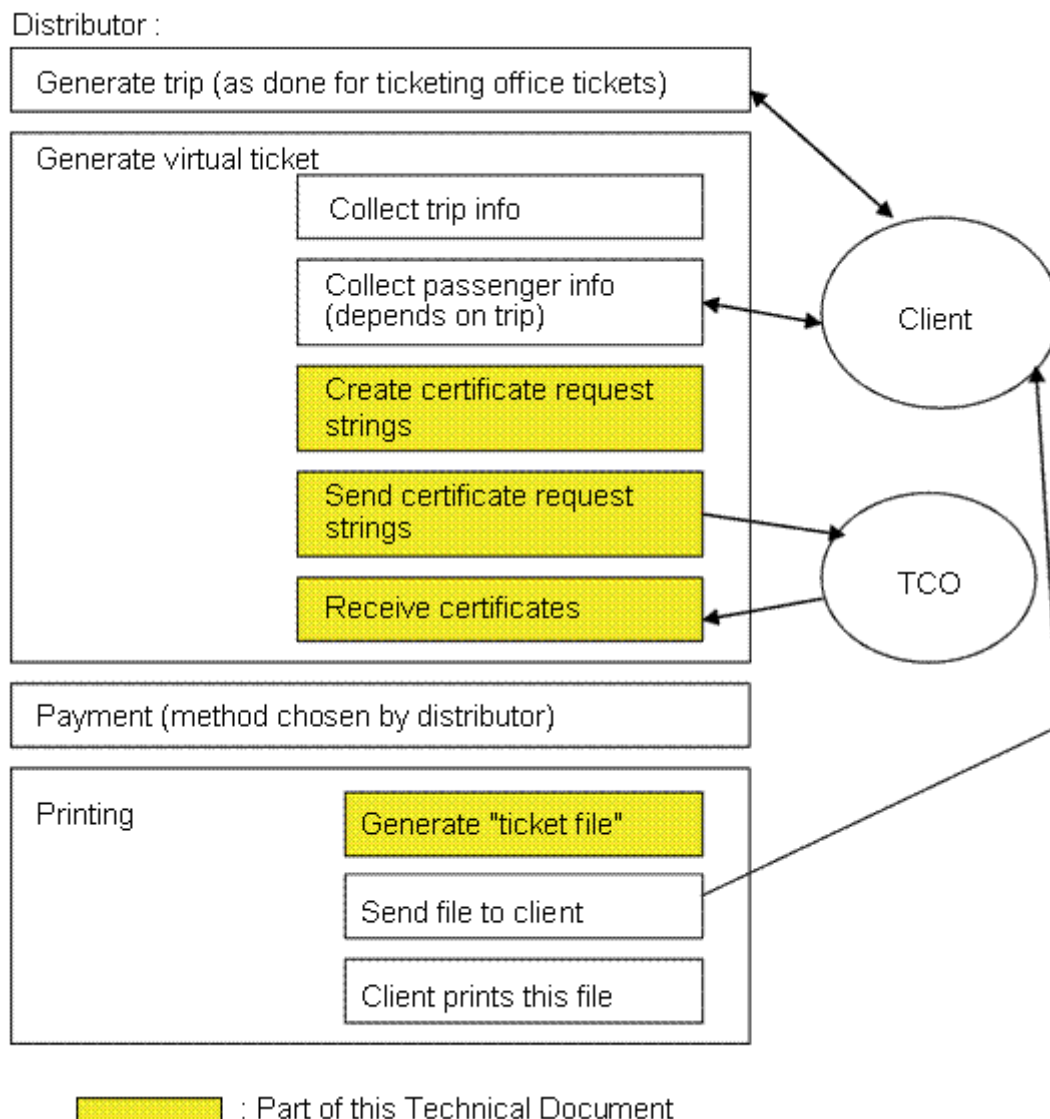 Distributor :
Generate trip (as done for ticketing office tickets)
Generate virtual ticket
Collect trip info
Collect passenger info
(depends on trip)
Client
Create certificate request
strings
Send certificate request
strings
TCO
Receive certificates
Payment (method chosen by distributor)
Printing
Generate "ticket file"
Send file to client
Client prints this file
: Part of this Technical Document